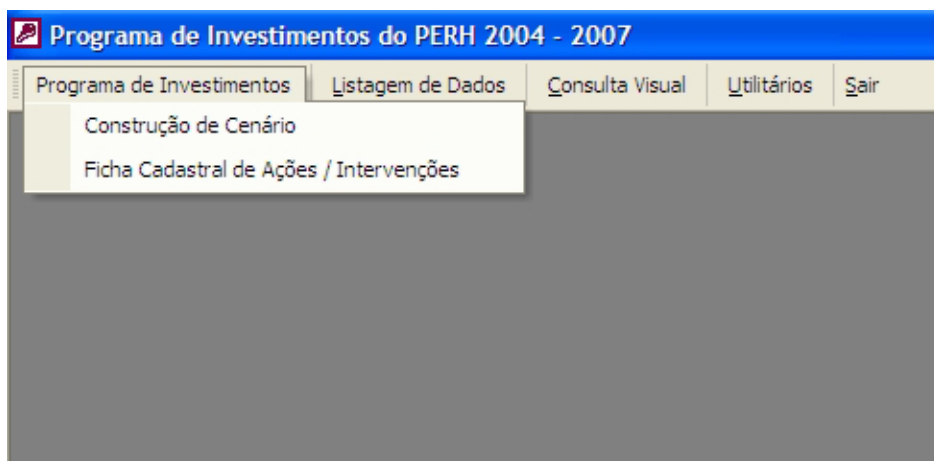 Programa de Investimentos do PERH 2004 - 2007
Programa de Investimentos Listagem de Dados Consulta Visual Utilitários Sair
Construção de Cenário
Ficha Cadastral de Ações / Intervenções